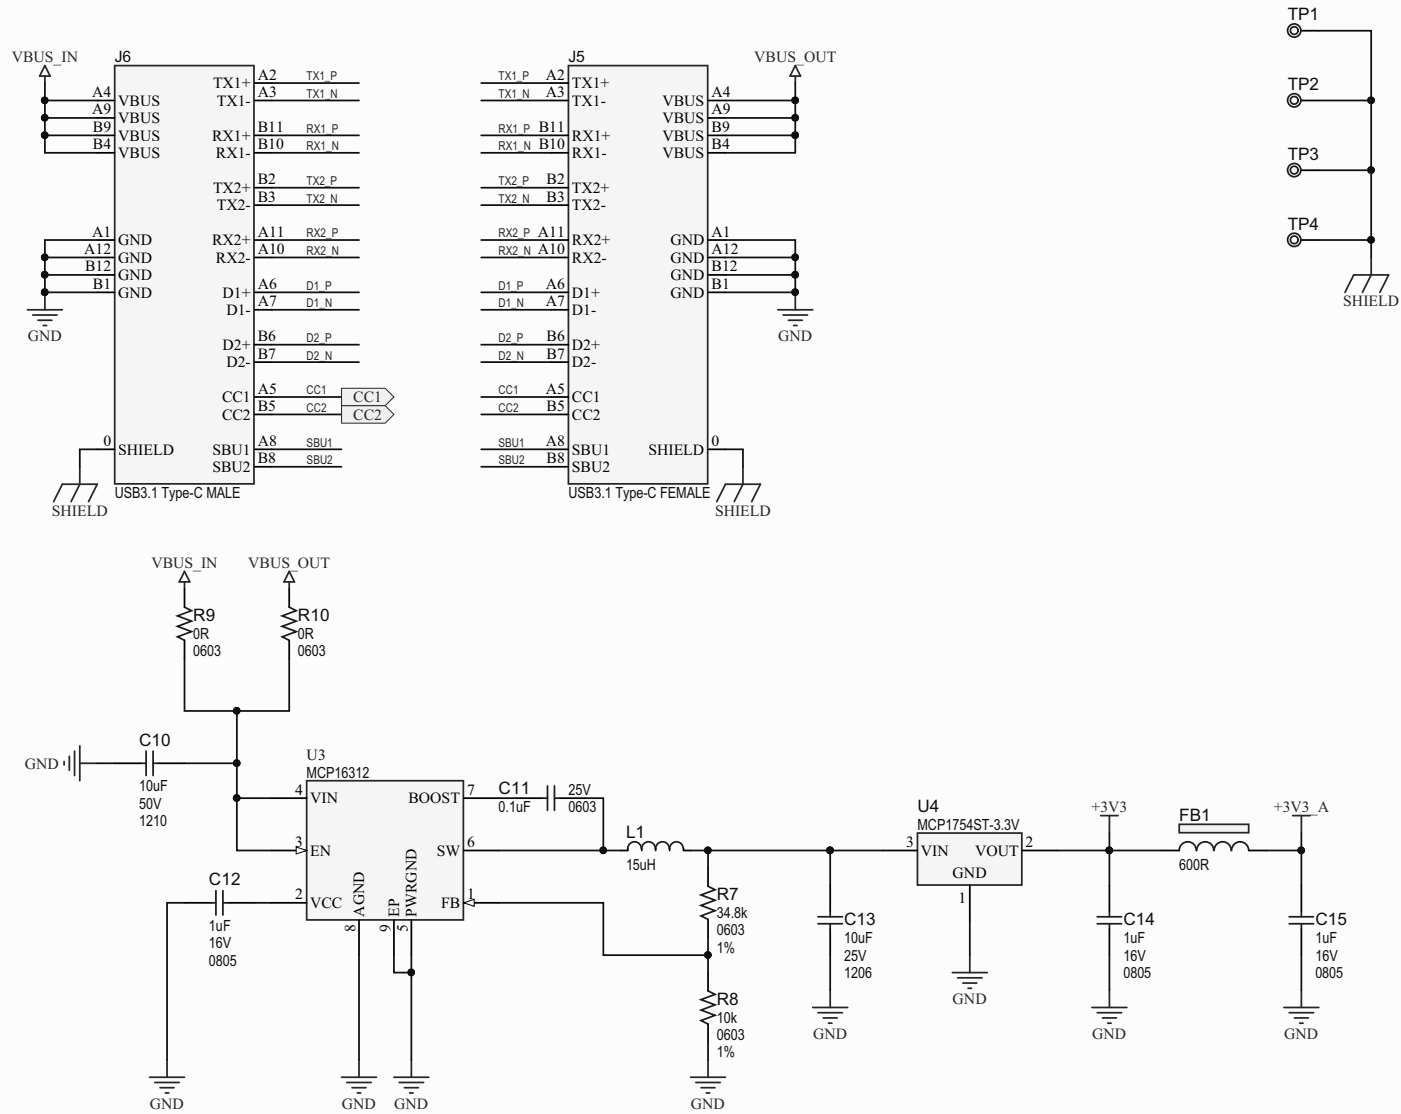 TP1
TP2
TP3
TP4
SHIELD
VBUS_IN
J6
A4 VBUS
A9 VBUS
B9 VBUS
B4 VBUS
A1 GND
A12 GND
B12 GND
B1 GND
GND
0 SHIELD
SHIELD
TX1+ A2 TX1_P
TX1- A3 TX1_N
RX1+ B11 RX1_P
RX1- B10 RX1_N
TX2+ B2 TX2_P
TX2- B3 TX2_N
RX2+ A11 RX2_P
RX2- A10 RX2_N
D1+ A6 D1_P
D1- A7 D1_N
D2+ B6 D2_P
D2- B7 D2_N
CC1 A5 CC1 CC1
CC2 B5 CC2 CC2
SBU1 A8 SBU1
SBU2 B8 SBU2
USB3.1 Type-C MALE
J5
VBUS_OUT
TX1_P A2 TX1+
TX1_N A3 TX1-
RX1_P B11 RX1+
RX1_N B10 RX1-
TX2_P B2 TX2+
TX2_N B3 TX2-
RX2_P A11 RX2+
RX2_N A10 RX2-
D1_P A6 D1+
D1_N A7 D1-
D2_P B6 D2+
D2_N B7 D2-
CC1 A5 CC1
CC2 B5 CC2
SBU1 A8 SBU1
SBU2 B8 SBU2
VBUS A4
VBUS A9
VBUS B9
VBUS B4
GND A1
GND A12
GND B12
GND B1
GND
SHIELD 0
SHIELD
USB3.1 Type-C FEMALE
VBUS_IN
VBUS_OUT
R9
0R
0603
R10
0R
0603
GND
C10
10uF
50V
1210
U3
MCP16312
4 VIN
3 EN
2 VCC
BOOST 7
SW 6
FB 1
AGND 8
EP 9
PWRGND 5
C12
1uF
16V
0805
GND
GND
GND
C11
0.1uF
25V
0603
L1
15uH
R7
34.8k
0603
1%
R8
10k
0603
1%
GND
C13
10uF
25V
1206
GND
U4
MCP1754ST-3.3V
3 VIN
VOUT 2
GND
1
GND
+3V3
C14
1uF
16V
0805
GND
FB1
600R
+3V3_A
C15
1uF
16V
0805
GND